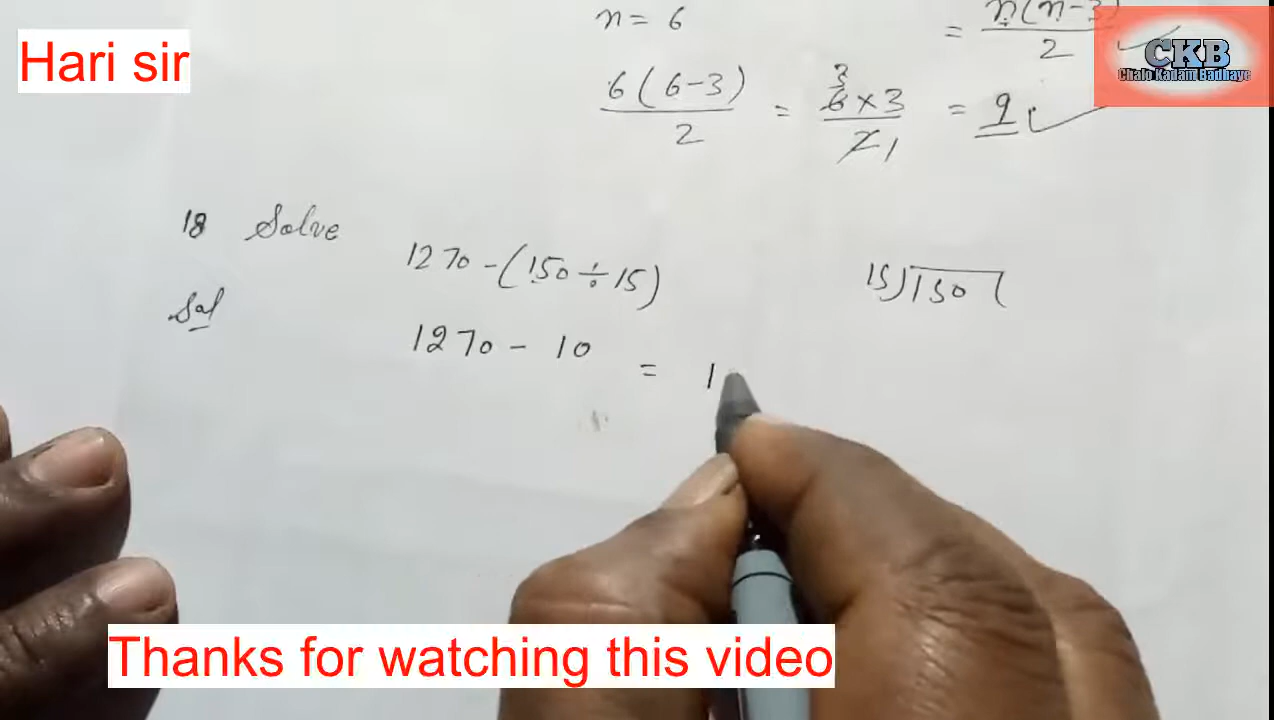 Hari sir
n = 6
= n(n-3)/2
CKB
Chalo Kadam Badhaye
6(6-3)/2 = 6 3 × 3/2 1 = 9
18 Solve
1270 - (150 ÷ 15)
15)150(
Sol
1270 - 10
= 1
Thanks for watching this video